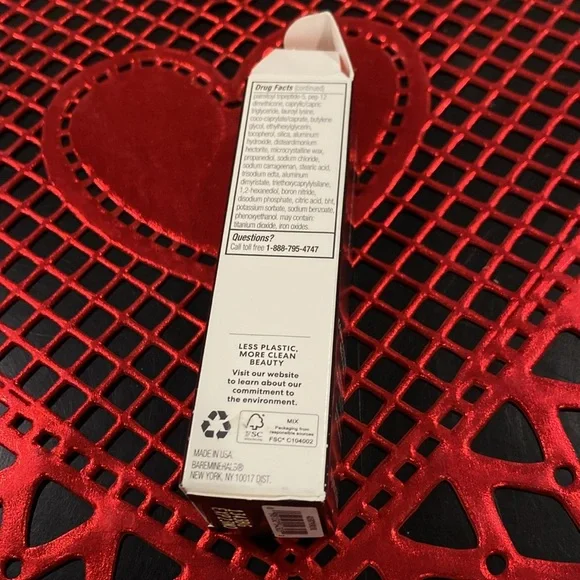 Drug Facts (continued)
palmitoyl tripeptide-5, peg-12
dimethicone, caprylic/capric
triglyceride, lauroyl lysine,
coco-caprylate/caprate, butylene
glycol, ethylhexylglycerin,
tocopherol, silica, aluminum
hydroxide, disteardimonium
hectorite, microcrystalline wax,
propanediol, sodium chloride,
sodium carrageenan, stearic acid,
trisodium edta, aluminum
dimyristate, triethoxycaprylylsilane,
1,2-hexanediol, boron nitride,
disodium phosphate, citric acid, bht,
potassium sorbate, sodium benzoate,
phenoxyethanol. may contain:
titanium dioxide, iron oxides.
Questions?
Call toll free 1-888-795-4747
LESS PLASTIC,
MORE CLEAN
BEAUTY
Visit our website
to learn about our
commitment to
the environment.
FSC
MIX
Packaging from
responsible sources
FSC® C104002
MADE IN USA.
BAREMINERALS®
NEW YORK, NY 10017 DIST.